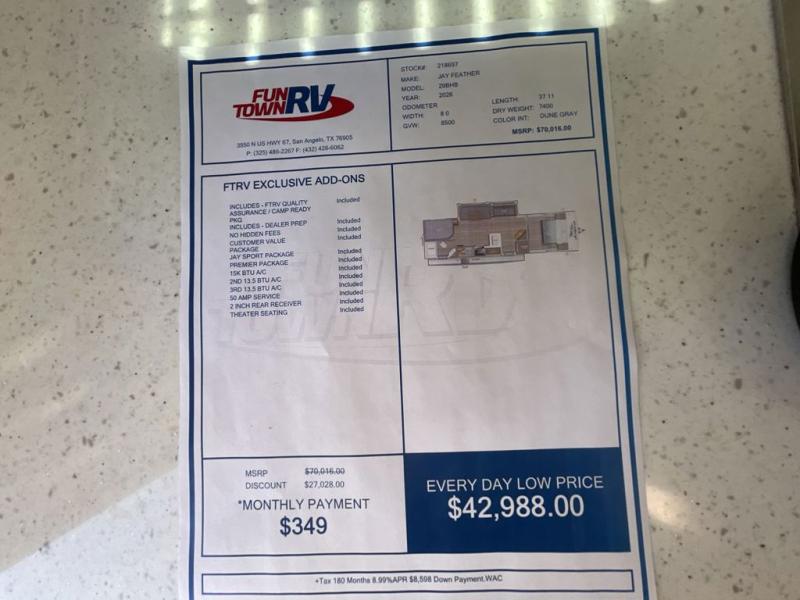 FUN TOWN RV
3950 N US HWY 67, San Angelo, TX 76905
P: (325) 486-2267 F: (432) 426-6062
STOCK#: 218697
MAKE: JAY FEATHER
MODEL: 29BHB
YEAR: 2026
ODOMETER
WIDTH: 8 0
GVW: 8500
LENGTH: 37 11
DRY WEIGHT: 7400
COLOR INT: DUNE GRAY
MSRP: $70,016.00
FTRV EXCLUSIVE ADD-ONS
INCLUDES - FTRV QUALITY Included
ASSURANCE / CAMP READY
PKG
INCLUDES - DEALER PREP Included
NO HIDDEN FEES Included
CUSTOMER VALUE Included
PACKAGE
JAY SPORT PACKAGE Included
PREMIER PACKAGE Included
15K BTU A/C Included
2ND 13.5 BTU A/C Included
3RD 13.5 BTU A/C Included
50 AMP SERVICE Included
2 INCH REAR RECEIVER Included
THEATER SEATING Included
MSRP $70,016.00
DISCOUNT $27,028.00
*MONTHLY PAYMENT
$349
EVERY DAY LOW PRICE
$42,988.00
+Tax 180 Months 8.99%APR $8,598 Down Payment.WAC